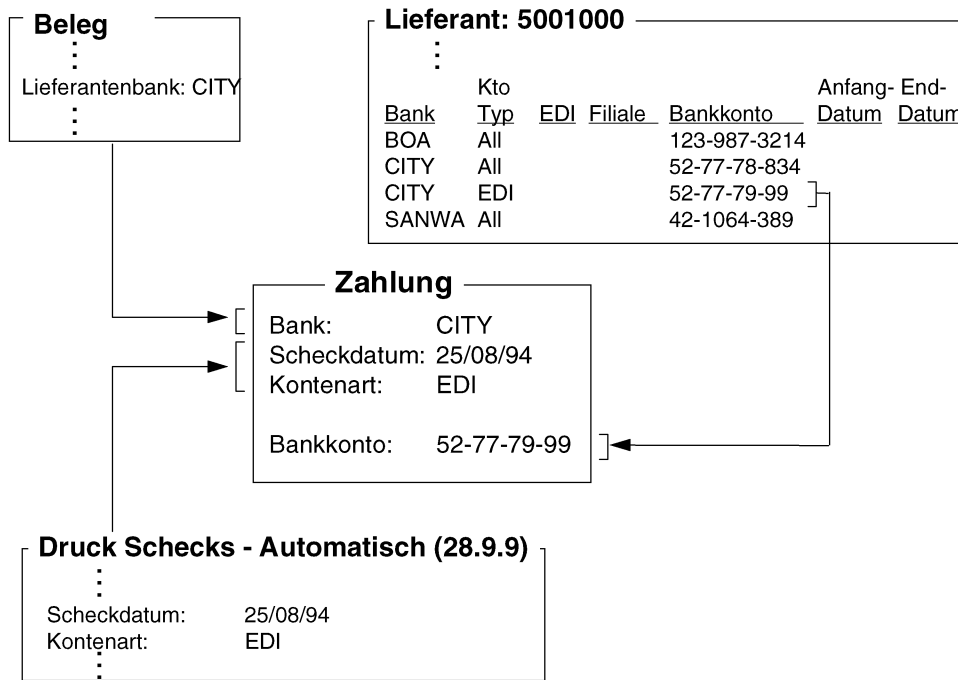 Beleg
Lieferantenbank: CITY
Lieferant: 5001000
Kto Anfang- End-
Bank Typ EDI Filiale Bankkonto Datum Datum
BOA All 123-987-3214
CITY All 52-77-78-834
CITY EDI 52-77-79-99
SANWA All 42-1064-389
Zahlung
Bank: CITY
Scheckdatum: 25/08/94
Kontenart: EDI
Bankkonto: 52-77-79-99
Druck Schecks - Automatisch (28.9.9)
Scheckdatum: 25/08/94
Kontenart: EDI